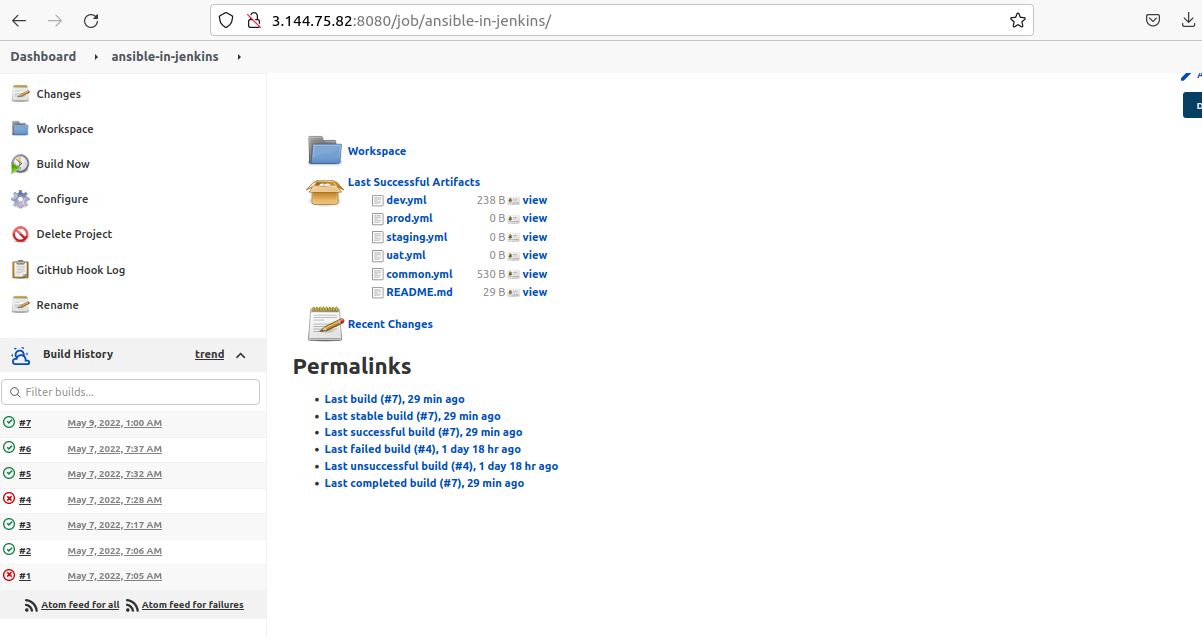 3.144.75.82:8080/job/ansible-in-jenkins/
Dashboard ansible-in-jenkins
Changes
Workspace
Build Now
Configure
Delete Project
GitHub Hook Log
Rename
Build History trend
Filter builds...
#7 May 9, 2022, 1:00 AM
#6 May 7, 2022, 7:37 AM
#5 May 7, 2022, 7:32 AM
#4 May 7, 2022, 7:28 AM
#3 May 7, 2022, 7:17 AM
#2 May 7, 2022, 7:06 AM
#1 May 7, 2022, 7:05 AM
Atom feed for all Atom feed for failures
Workspace
Last Successful Artifacts
dev.yml 238 B view
prod.yml 0 B view
staging.yml 0 B view
uat.yml 0 B view
common.yml 530 B view
README.md 29 B view
Recent Changes
Permalinks
• Last build (#7), 29 min ago
• Last stable build (#7), 29 min ago
• Last successful build (#7), 29 min ago
• Last failed build (#4), 1 day 18 hr ago
• Last unsuccessful build (#4), 1 day 18 hr ago
• Last completed build (#7), 29 min ago